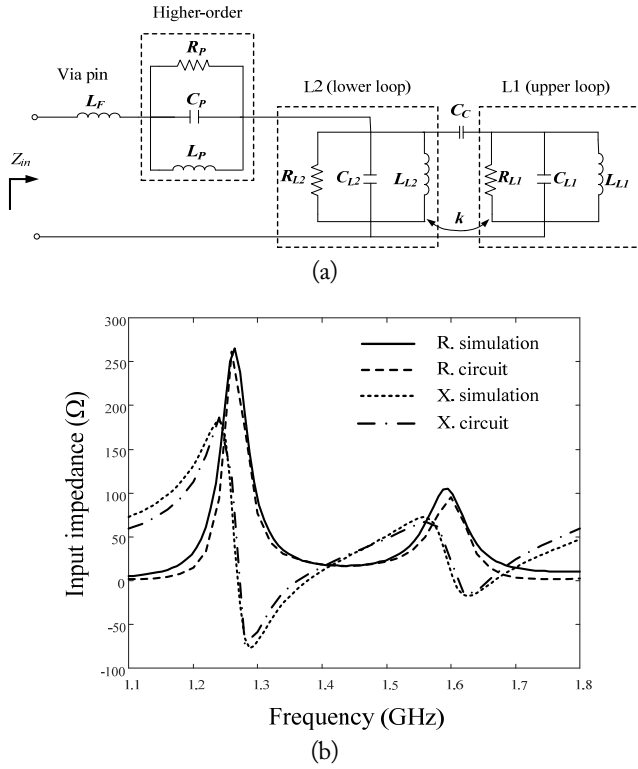 Higher-order
R_P
Via pin
L_F
C_P
L_P
L2 (lower loop)
L1 (upper loop)
C_C
Z_in
R_L2
C_L2
L_L2
R_L1
C_L1
L_L1
k
(a)
300
250
200
150
100
50
0
-50
-100
Input impedance (Ω)
R. simulation
R. circuit
X. simulation
X. circuit
1.1 1.2 1.3 1.4 1.5 1.6 1.7 1.8
Frequency (GHz)
(b)